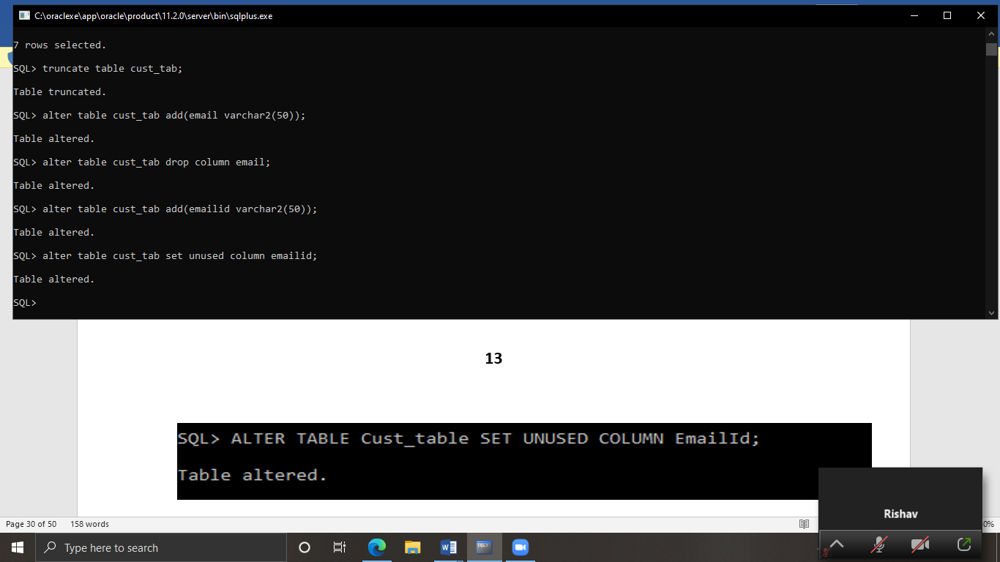 C:\oraclexe\app\oracle\product\11.2.0\server\bin\sqlplus.exe
7 rows selected.
SQL> truncate table cust_tab;
Table truncated.
SQL> alter table cust_tab add(email varchar2(50));
Table altered.
SQL> alter table cust_tab drop column email;
Table altered.
SQL> alter table cust_tab add(emailid varchar2(50));
Table altered.
SQL> alter table cust_tab set unused column emailid;
Table altered.
SQL>
13
SQL> ALTER TABLE Cust_table SET UNUSED COLUMN EmailId;
Table altered.
Rishav
Page 30 of 50 158 words
Type here to search